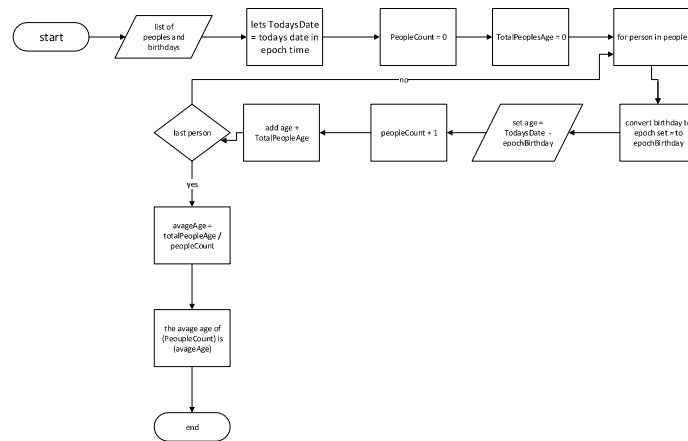 start
list of
peoples and
birthdays
lets TodaysDate
= todays date in
epoch time
PeopleCount = 0
TotalPeoplesAge = 0
for person in people
no
last person
add age +
TotalPeopleAge
peopleCount + 1
set age =
TodaysDate -
epochBirthday
convert birthday to
epoch set = to
epochBirthday
yes
avageAge =
totalPeopleAge /
peopleCount
the avage age of
(PeoupleCount) is
(avageAge)
end